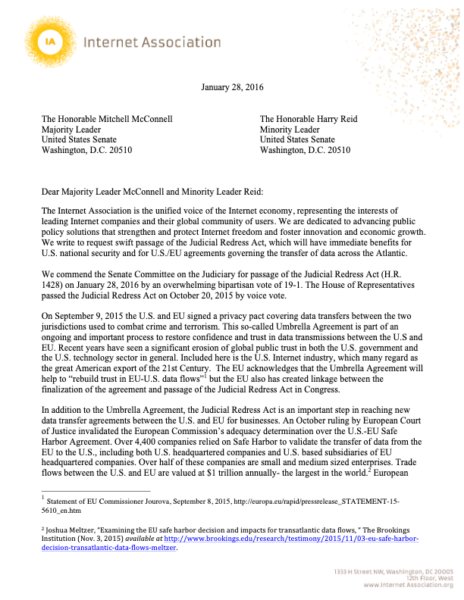 IA
Internet Association
January 28, 2016
The Honorable Mitchell McConnell
Majority Leader
United States Senate
Washington, D.C. 20510
The Honorable Harry Reid
Minority Leader
United States Senate
Washington, D.C. 20510
Dear Majority Leader McConnell and Minority Leader Reid:
The Internet Association is the unified voice of the Internet economy, representing the interests of
leading Internet companies and their global community of users. We are dedicated to advancing public
policy solutions that strengthen and protect Internet freedom and foster innovation and economic growth.
We write to request swift passage of the Judicial Redress Act, which will have immediate benefits for
U.S. national security and for U.S./EU agreements governing the transfer of data across the Atlantic.
We commend the Senate Committee on the Judiciary for passage of the Judicial Redress Act (H.R.
1428) on January 28, 2016 by an overwhelming bipartisan vote of 19-1. The House of Representatives
passed the Judicial Redress Act on October 20, 2015 by voice vote.
On September 9, 2015 the U.S. and EU signed a privacy pact covering data transfers between the two
jurisdictions used to combat crime and terrorism. This so-called Umbrella Agreement is part of an
ongoing and important process to restore confidence and trust in data transmissions between the U.S and
EU. Recent years have seen a significant erosion of global public trust in both the U.S. government and
the U.S. technology sector in general. Included here is the U.S. Internet industry, which many regard as
the great American export of the 21st Century. The EU acknowledges that the Umbrella Agreement will
help to "rebuild trust in EU-U.S. data flows"1 but the EU also has created linkage between the
finalization of the agreement and passage of the Judicial Redress Act in Congress.
In addition to the Umbrella Agreement, the Judicial Redress Act is an important step in reaching new
data transfer agreements between the U.S. and EU for businesses. An October ruling by European Court
of Justice invalidated the European Commission's adequacy determination over the U.S.-EU Safe
Harbor Agreement. Over 4,400 companies relied on Safe Harbor to validate the transfer of data from the
EU to the U.S., including both U.S. headquartered companies and U.S. based subsidiaries of EU
headquartered companies. Over half of these companies are small and medium sized enterprises. Trade
flows between the U.S. and EU are valued at $1 trillion annually- the largest in the world.2 European
1 Statement of EU Commissioner Jourova, September 8, 2015, http://europa.eu/rapid/pressrelease_STATEMENT-15-
5610_en.htm
2 Joshua Meltzer, "Examining the EU safe harbor decision and impacts for transatlantic data flows, " The Brookings
Institution (Nov. 3, 2015) available at http://www.brookings.edu/research/testimony/2015/11/03-eu-safe-harbor-
decision-transatlantic-data-flows-meltzer.
1333 H Street NW, Washington, DC 20005
12th Floor, West
www.Internet Association.org